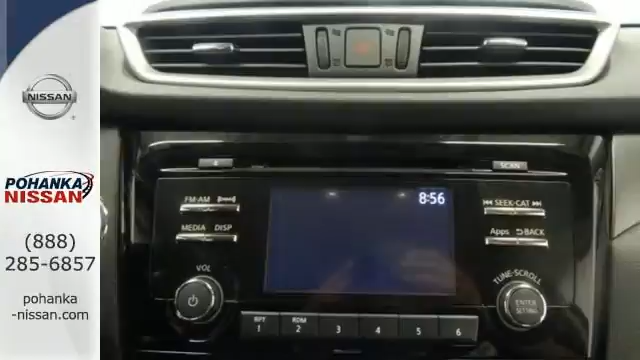 NISSAN
®
POHANKA
NISSAN
(888)
285-6857
pohanka
-nissan.com
SCAN
FM·AM
8:56
SEEK·CAT
MEDIA DISP
Apps BACK
VOL
TUNE·SCROLL
ENTER
SETTING
RPT RDM
1 2 3 4 5 6